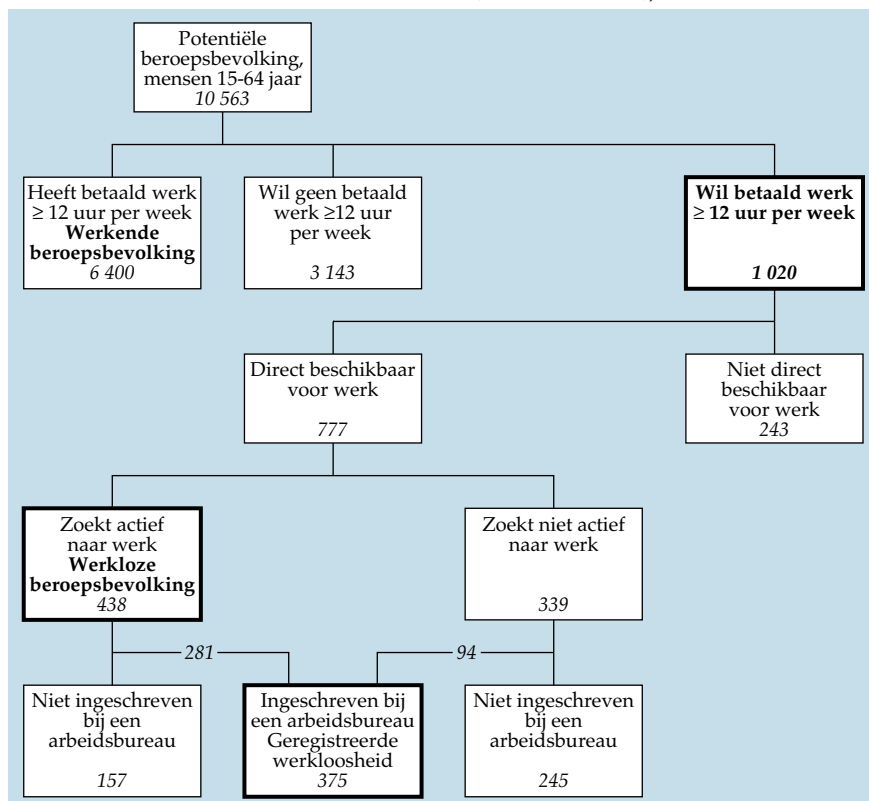 Potentiële
beroepsbevolking,
mensen 15-64 jaar
10 563
Heeft betaald werk
≥ 12 uur per week
Werkende
beroepsbevolking
6 400
Wil geen betaald
werk ≥12 uur
per week
3 143
Wil betaald werk
≥ 12 uur per week
1 020
Direct beschikbaar
voor werk
777
Niet direct
beschikbaar
voor werk
243
Zoekt actief
naar werk
Werkloze
beroepsbevolking
438
Zoekt niet actief
naar werk
339
281
94
Niet ingeschreven
bij een
arbeidsbureau
157
Ingeschreven bij
een arbeidsbureau
Geregistreerde
werkloosheid
375
Niet ingeschreven
bij een
arbeidsbureau
245